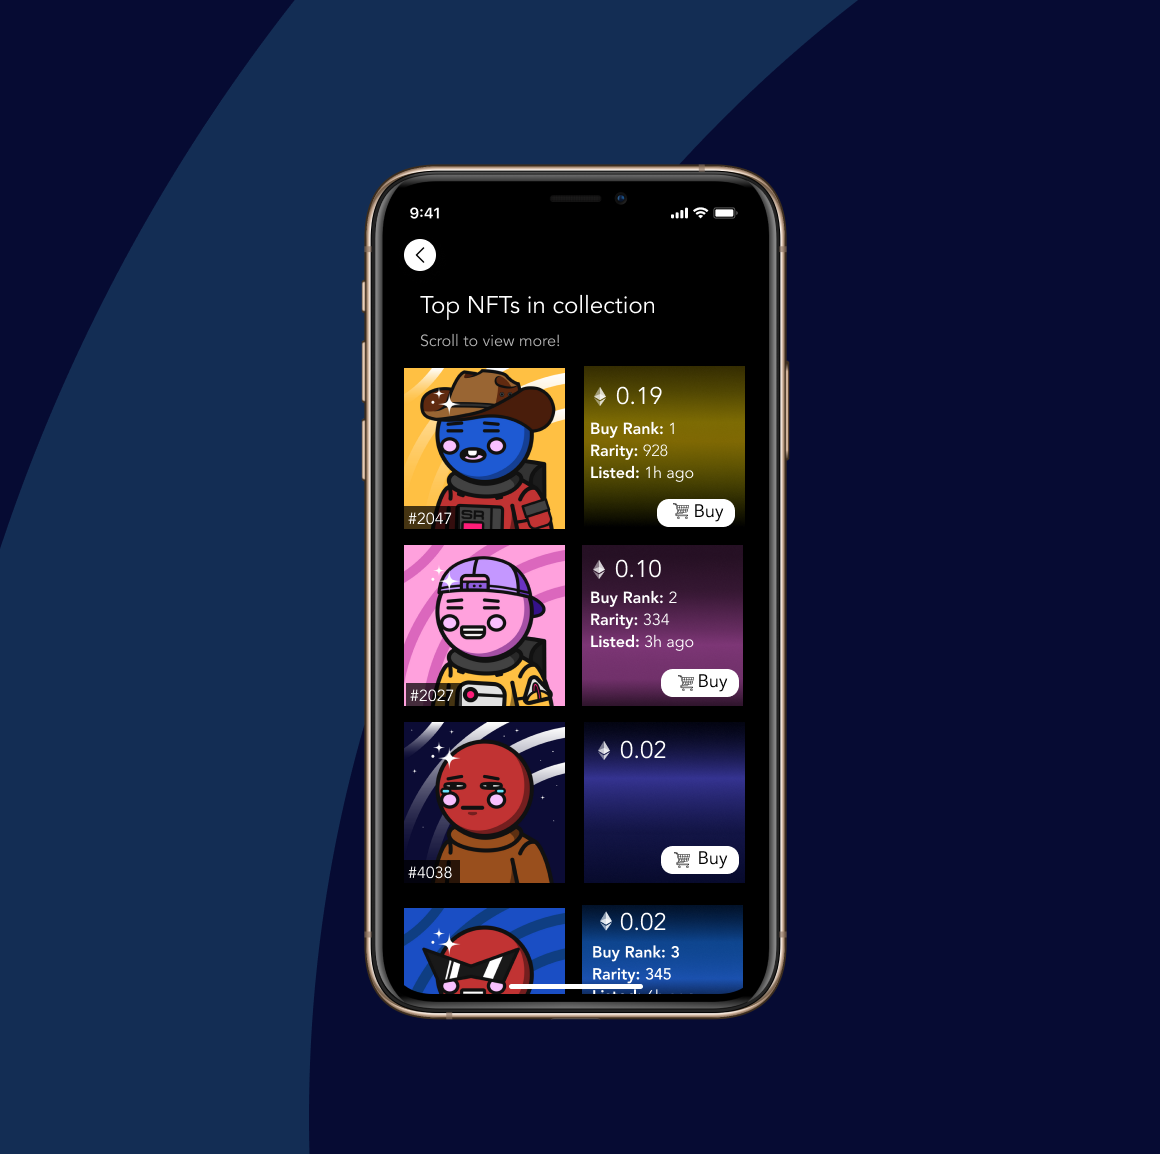 9:41
Top NFTs in collection
Scroll to view more!
0.19
Buy Rank: 1
Rarity: 928
Listed: 1h ago
Buy
SR
#2047
0.10
Buy Rank: 2
Rarity: 334
Listed: 3h ago
Buy
#2027
0.02
Buy
#4038
0.02
Buy Rank: 3
Rarity: 345